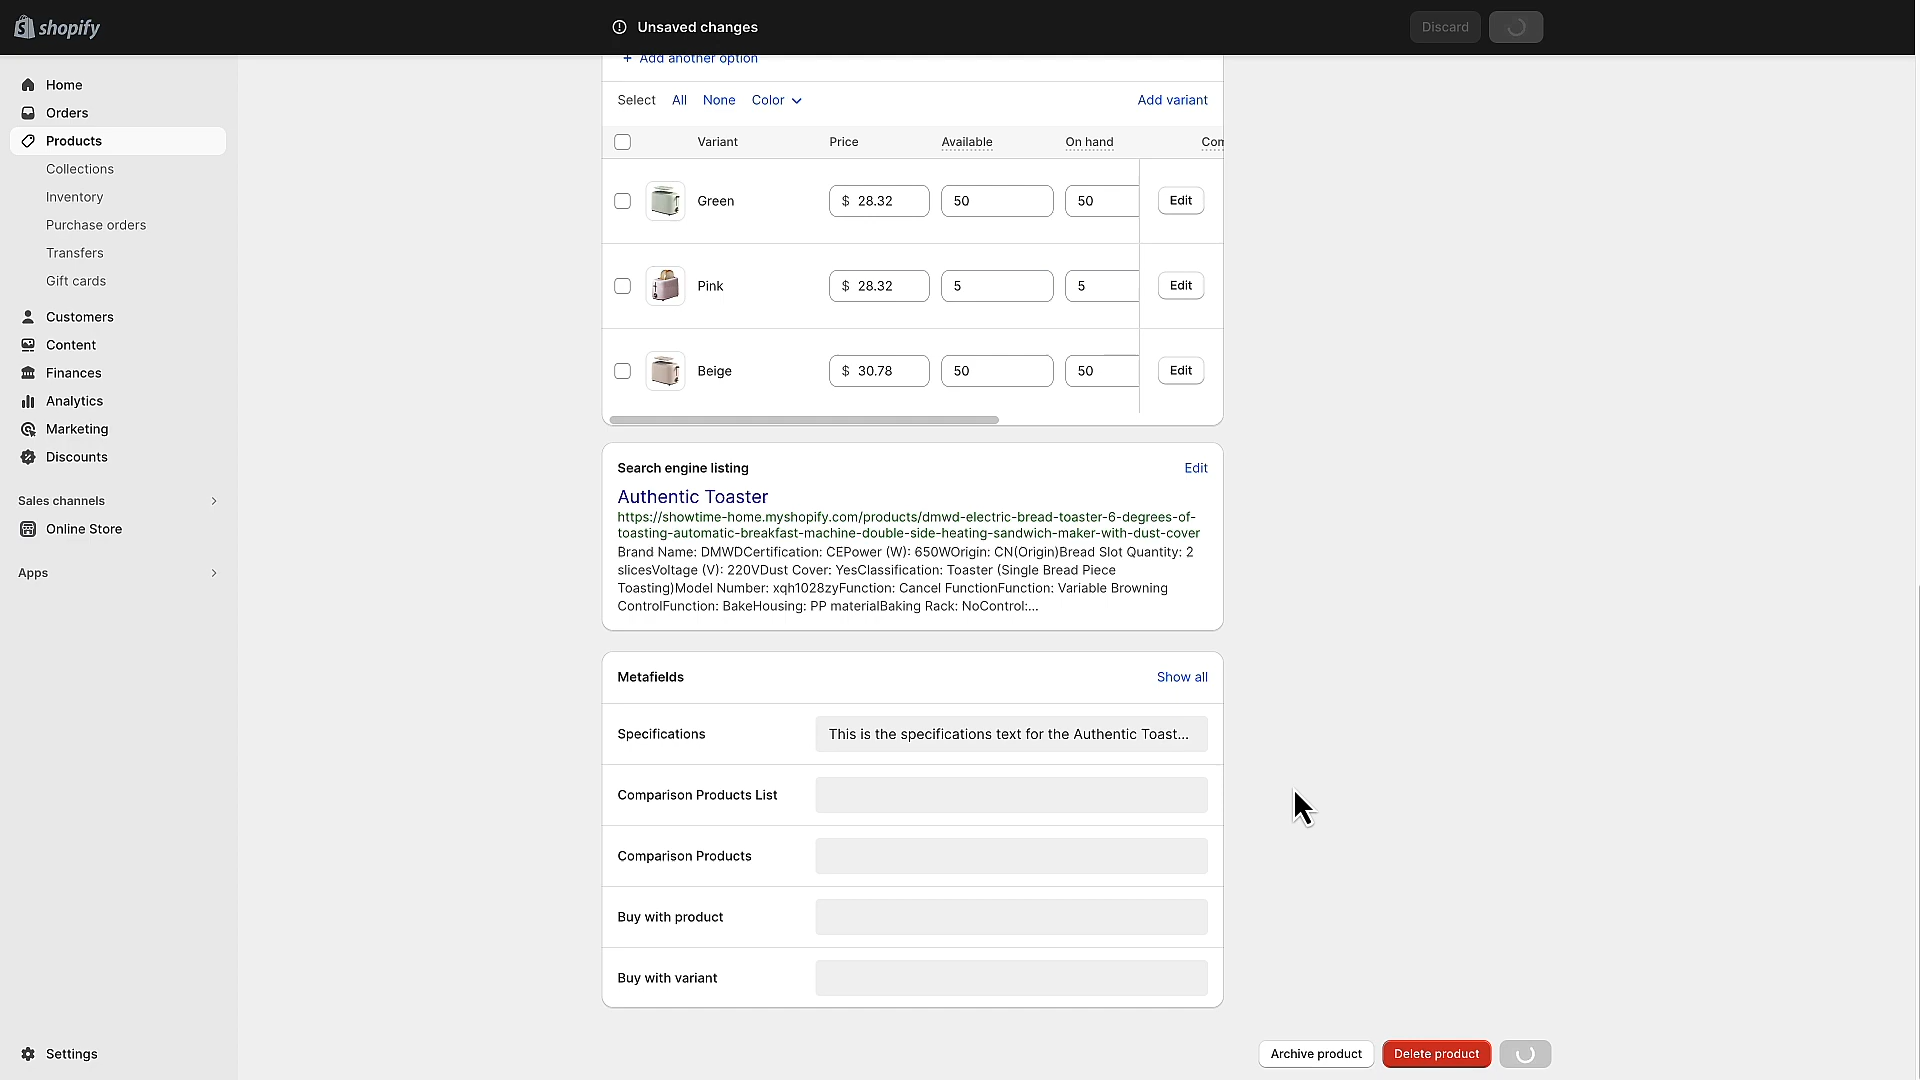 shopify
Unsaved changes
Discard
Home
Orders
Products
Collections
Inventory
Purchase orders
Transfers
Gift cards
Customers
Content
Finances
Analytics
Marketing
Discounts
Sales channels
Online Store
Apps
Settings
+ Add another option
Select All None Color Add variant
Variant Price Available On hand Com
Green $ 28.32 50 50 Edit
Pink $ 28.32 5 5 Edit
Beige $ 30.78 50 50 Edit
Search engine listing Edit
Authentic Toaster
https://showtime-home.myshopify.com/products/dmwd-electric-bread-toaster-6-degrees-of-
toasting-automatic-breakfast-machine-double-side-heating-sandwich-maker-with-dust-cover
Brand Name: DMWDCertification: CEPower (W): 650WOrigin: CN(Origin)Bread Slot Quantity: 2
slicesVoltage (V): 220VDust Cover: YesClassification: Toaster (Single Bread Piece
Toasting)Model Number: xqh1028zyFunction: Cancel FunctionFunction: Variable Browning
ControlFunction: BakeHousing: PP materialBaking Rack: NoControl:...
Metafields Show all
Specifications This is the specifications text for the Authentic Toast...
Comparison Products List
Comparison Products
Buy with product
Buy with variant
Archive product Delete product